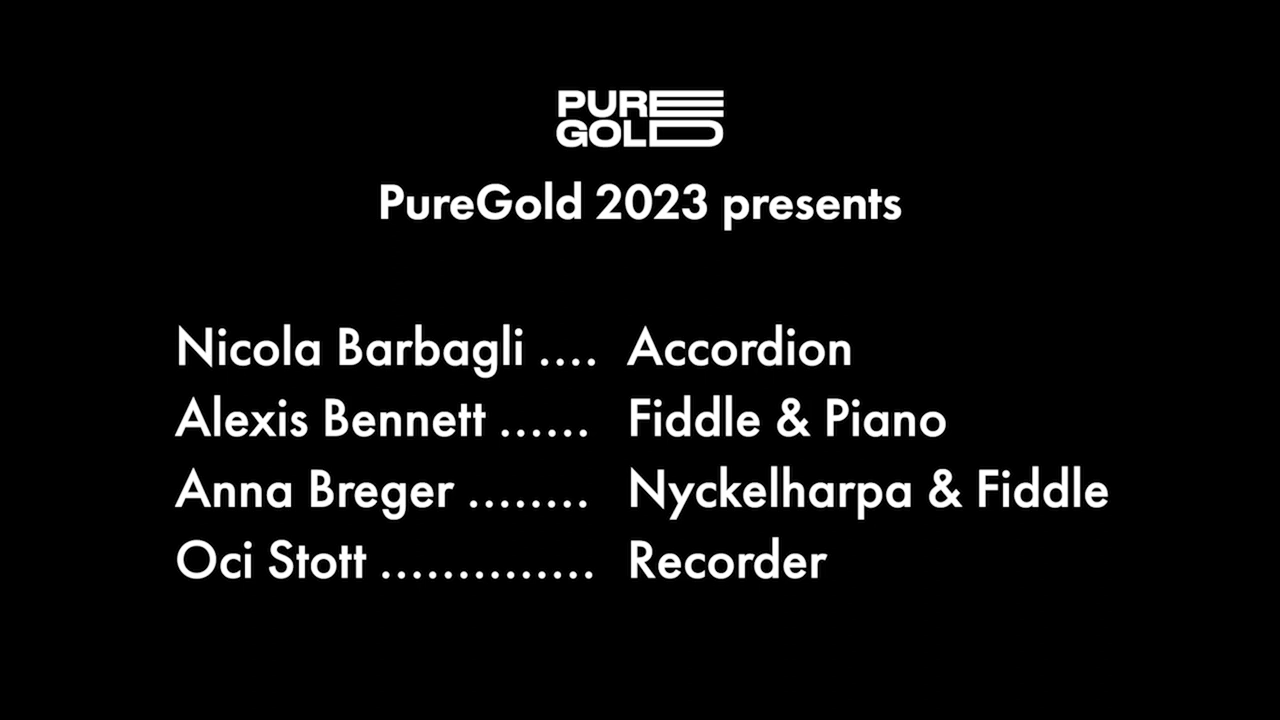 PURE
GOLD
PureGold 2023 presents
Nicola Barbagli .... Accordion
Alexis Bennett ...... Fiddle & Piano
Anna Breger ........ Nyckelharpa & Fiddle
Oci Stott .............. Recorder